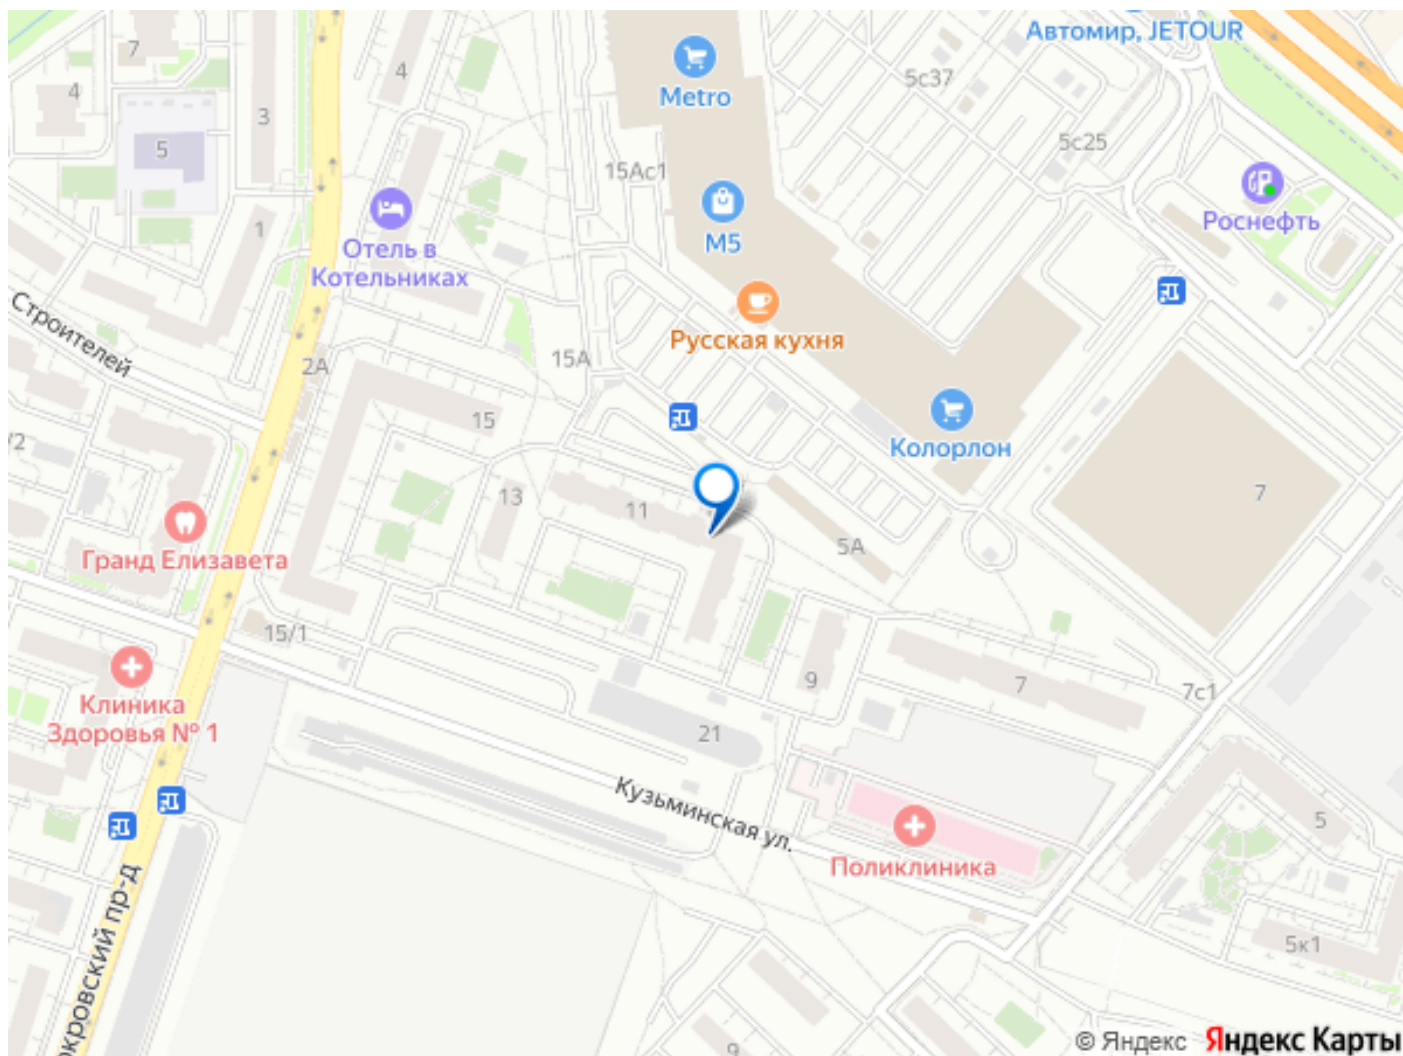 Автомир, JETOUR
7
4
4
3
Metro
5с37
5
5с25
15Ас1
Роснефть
М5
1
Отель в
Котельниках
Строителей
Русская кухня
2А
15А
15
Колорлон
/2
13
11
7
5А
Гранд Елизавета
15/1
9
7
7с1
Клиника
Здоровья № 1
21
Кузьминская ул.
5
Поликлиника
окровский пр-д
5к1
9
© Яндекс Яндекс Карты